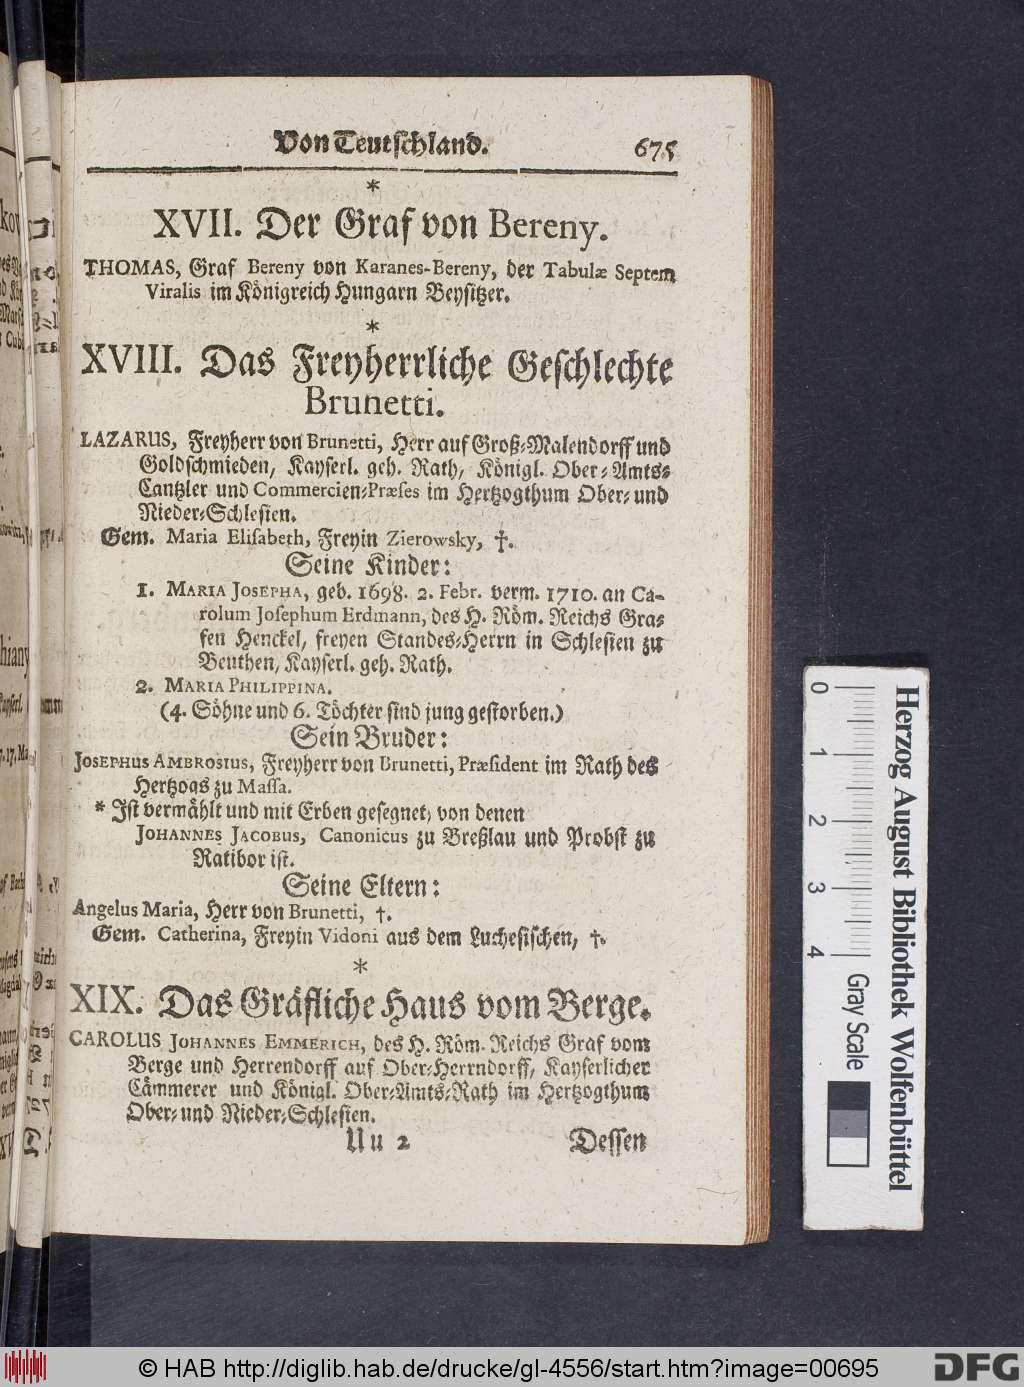 Von Teutschland. 675
*
XVII. Der Graf von Bereny.
THOMAS, Graf Bereny von Karanes-Bereny, der Tabulæ Septem
Viralis im Königreich Hungarn Beysitzer.
*
XVIII. Das Freyherrliche Geschlechte
Brunetti.
LAZARUS, Freyherr von Brunetti, Herr auf Groß-Malendorff und
Goldschmieden, Kayserl. geh. Rath, Königl. Ober-Amts-
Cantzler und Commercien-Præses im Hertzogthum Ober- und
Nieder-Schlesien.
Gem. Maria Elisabeth, Freyin Zierowsky, †.
Seine Kinder:
1. MARIA JOSEPHA, geb. 1698. 2. Febr. verm. 1710. an Ca-
rolum Josephum Erdmann, des H. Röm. Reichs Gra-
fen Henckel, freyen Standes-Herrn in Schlesien zu
Beuthen, Kayserl. geh. Rath.
2. MARIA PHILIPPINA.
(4. Söhne und 6. Töchter sind jung gestorben.)
Sein Bruder:
JOSEPHUS AMBROSIUS, Freyherr von Brunetti, Præsident im Rath des
Hertzogs zu Massa.
* Ist vermählt und mit Erben gesegnet, von denen
JOHANNES JACOBUS, Canonicus zu Breßlau und Probst zu
Ratibor ist.
Seine Eltern:
Angelus Maria, Herr von Brunetti, †.
Gem. Catherina, Freyin Vidoni aus dem Luchesischen, †.
*
XIX. Das Gräfliche Haus vom Berge.
CAROLUS JOHANNES EMMERICH, des H. Röm. Reichs Graf vom
Berge und Herrendorff auf Ober-Herrndorff, Kayserlicher
Cämmerer und Königl. Ober-Amts-Rath im Hertzogthum
Ober- und Nieder-Schlesien.
Uu 2 Dessen
0 1 2 3 4 Gray Scale
Herzog August Bibliothek Wolfenbüttel
© HAB http://diglib.hab.de/drucke/gl-4556/start.htm?image=00695
DFG